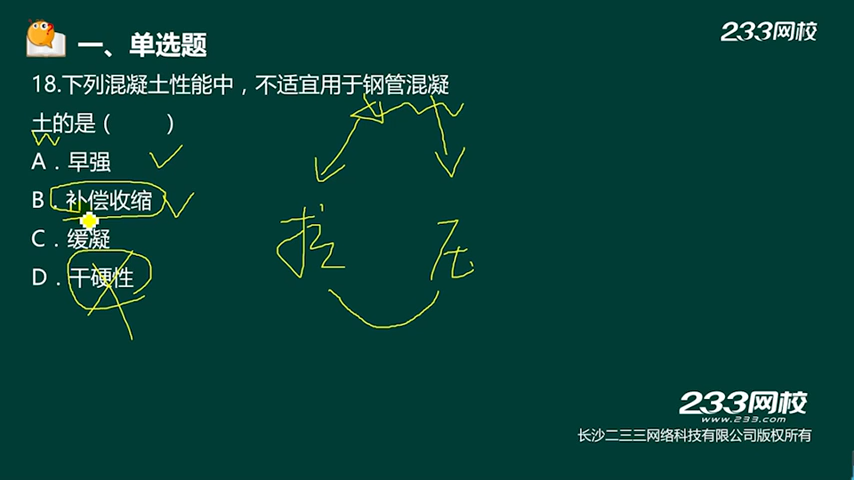 一、单选题
233网校
18.下列混凝土性能中，不适宜用于钢管混凝
土的是（　　）
A．早强
B．补偿收缩
C．缓凝
D．干硬性
拉 压
233网校
www.233.com
长沙二三三网络科技有限公司版权所有